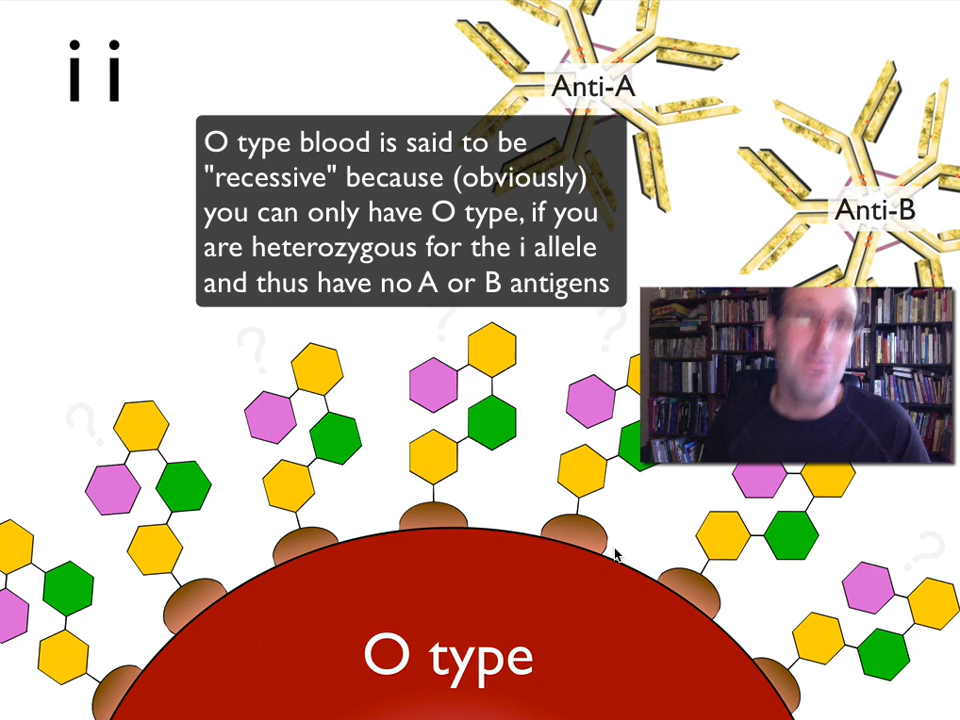 i i
Anti-A
O type blood is said to be
"recessive" because (obviously)
you can only have O type, if you
are heterozygous for the i allele
and thus have no A or B antigens
Anti-B
? ? ? ? ?
O type